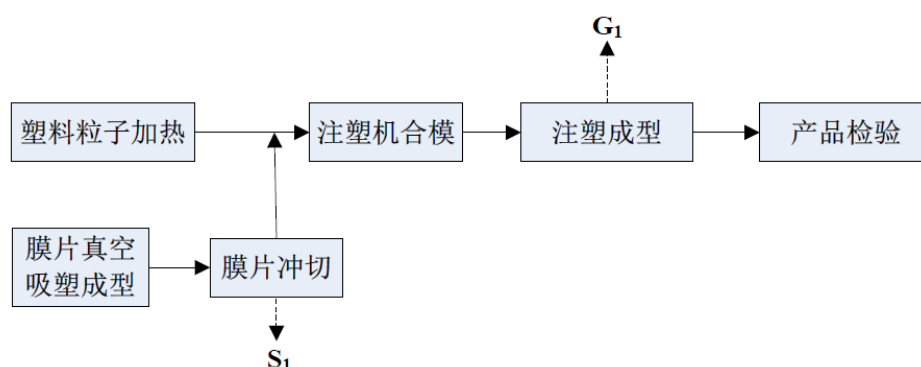 G₁
塑料粒子加热
注塑机合模
注塑成型
产品检验
膜片真空
吸塑成型
膜片冲切
S₁